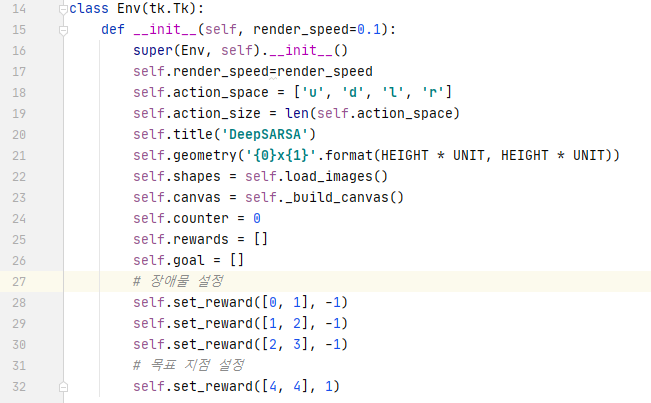 14 class Env(tk.Tk):
15     def __init__(self, render_speed=0.1):
16         super(Env, self).__init__()
17         self.render_speed=render_speed
18         self.action_space = ['u', 'd', 'l', 'r']
19         self.action_size = len(self.action_space)
20         self.title('DeepSARSA')
21         self.geometry('{0}x{1}'.format(HEIGHT * UNIT, HEIGHT * UNIT))
22         self.shapes = self.load_images()
23         self.canvas = self._build_canvas()
24         self.counter = 0
25         self.rewards = []
26         self.goal = []
27         # 장애물 설정
28         self.set_reward([0, 1], -1)
29         self.set_reward([1, 2], -1)
30         self.set_reward([2, 3], -1)
31         # 목표 지점 설정
32         self.set_reward([4, 4], 1)